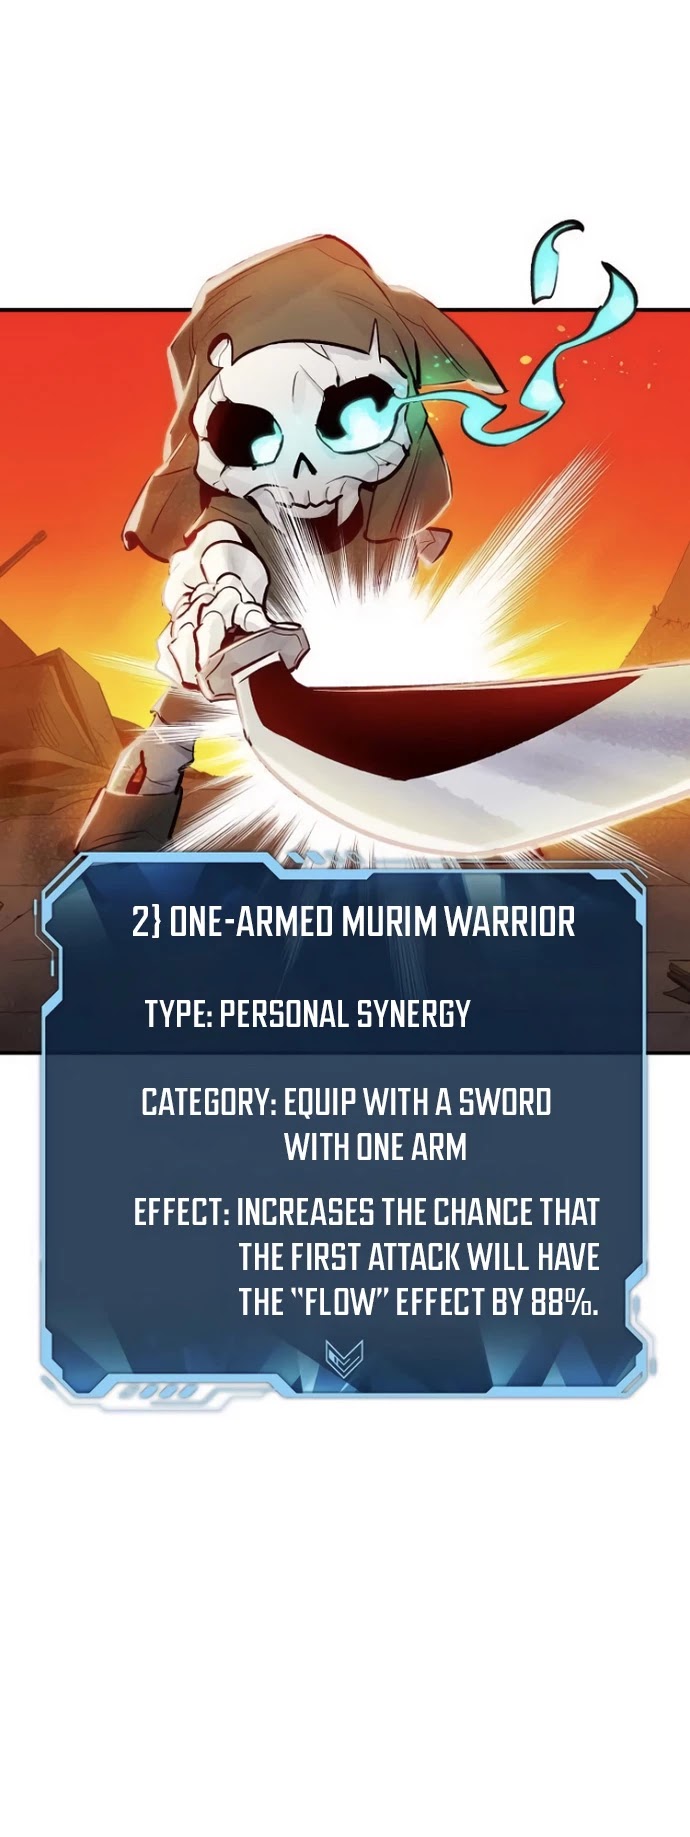 2} ONE-ARMED MURIM WARRIOR
TYPE: PERSONAL SYNERGY
CATEGORY: EQUIP WITH A SWORD
WITH ONE ARM
EFFECT: INCREASES THE CHANCE THAT
THE FIRST ATTACK WILL HAVE
THE “FLOW” EFFECT BY 88%.